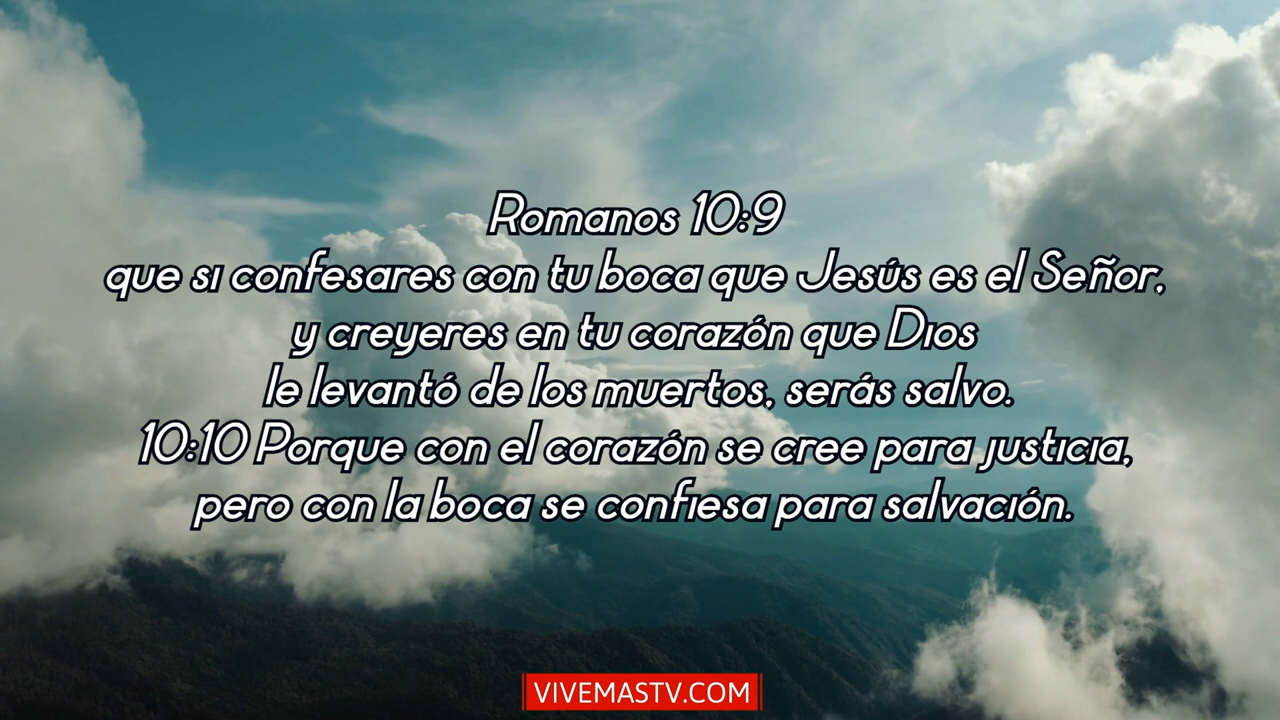 Romanos 10:9
que si confesares con tu boca que Jesús es el Señor,
y creyeres en tu corazón que Dios
le levantó de los muertos, serás salvo.
10:10 Porque con el corazón se cree para justicia,
pero con la boca se confiesa para salvación.
VIVEMASTV.COM